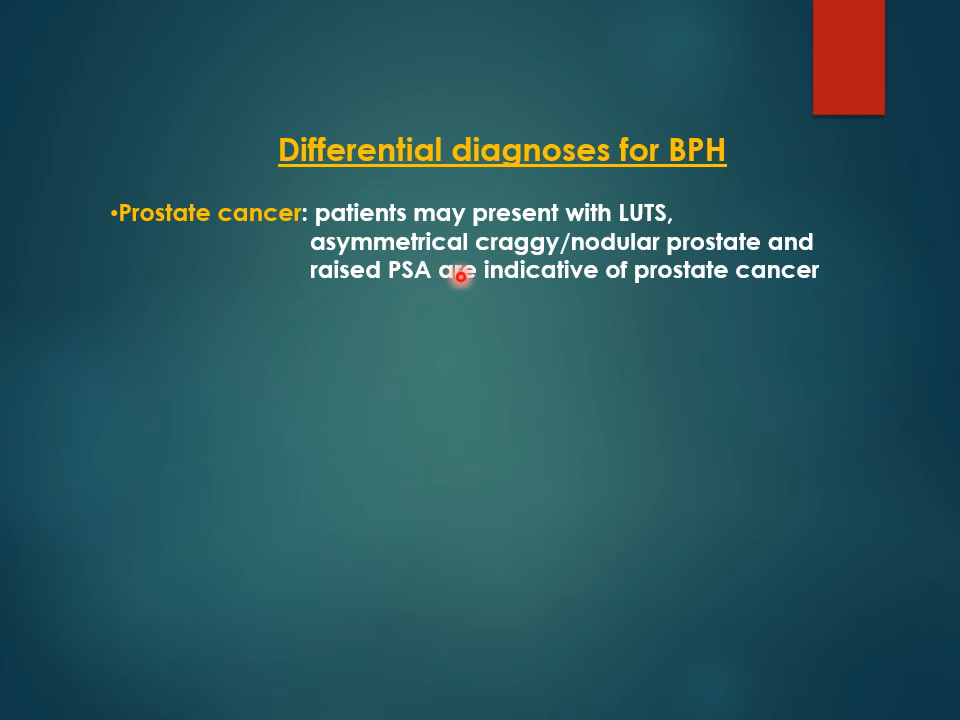 Differential diagnoses for BPH
•Prostate cancer: patients may present with LUTS,
asymmetrical craggy/nodular prostate and
raised PSA are indicative of prostate cancer